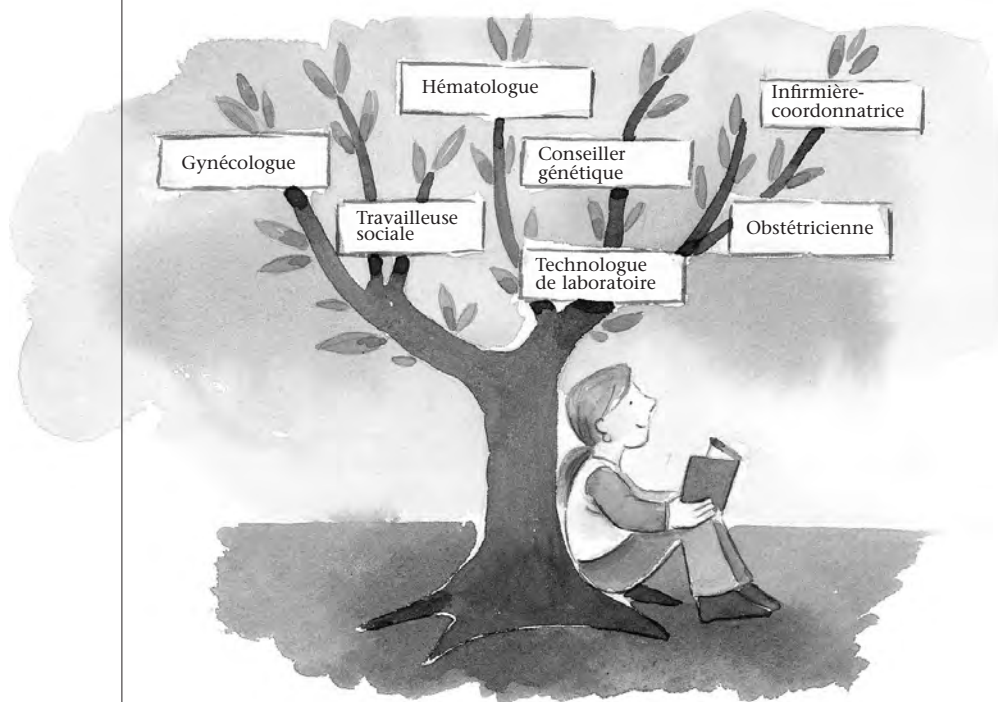 Hématologue
Infirmière-
coordonnatrice
Gynécologue
Conseiller
génétique
Travailleuse
sociale
Obstétricienne
Technologue
de laboratoire